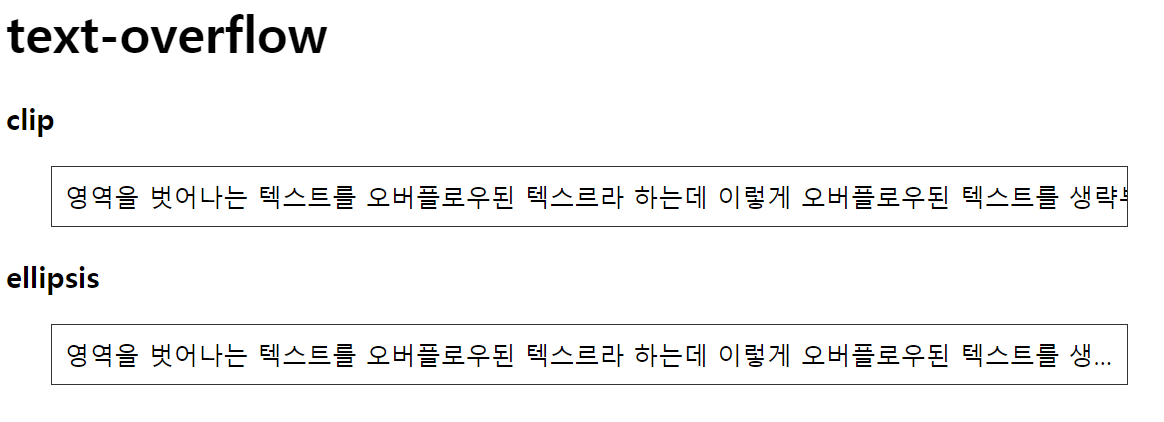 text-overflow
clip
영역을 벗어나는 텍스트를 오버플로우된 텍스르라 하는데 이렇게 오버플로우된 텍스트를 생략
ellipsis
영역을 벗어나는 텍스트를 오버플로우된 텍스르라 하는데 이렇게 오버플로우된 텍스트를 생...